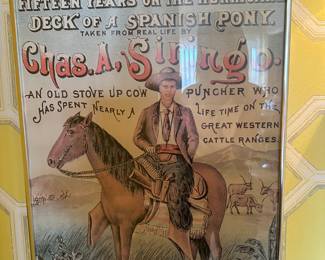 FIFTEEN YEARS ON THE HURRICANE
DECK OF A SPANISH PONY.
TAKEN FROM REAL LIFE BY
Chas. A. Siringo.
AN OLD STOVE UP COW PUNCHER WHO
HAS SPENT NEARLY A LIFE TIME ON THE
GREAT WESTERN
CATTLE RANGES.